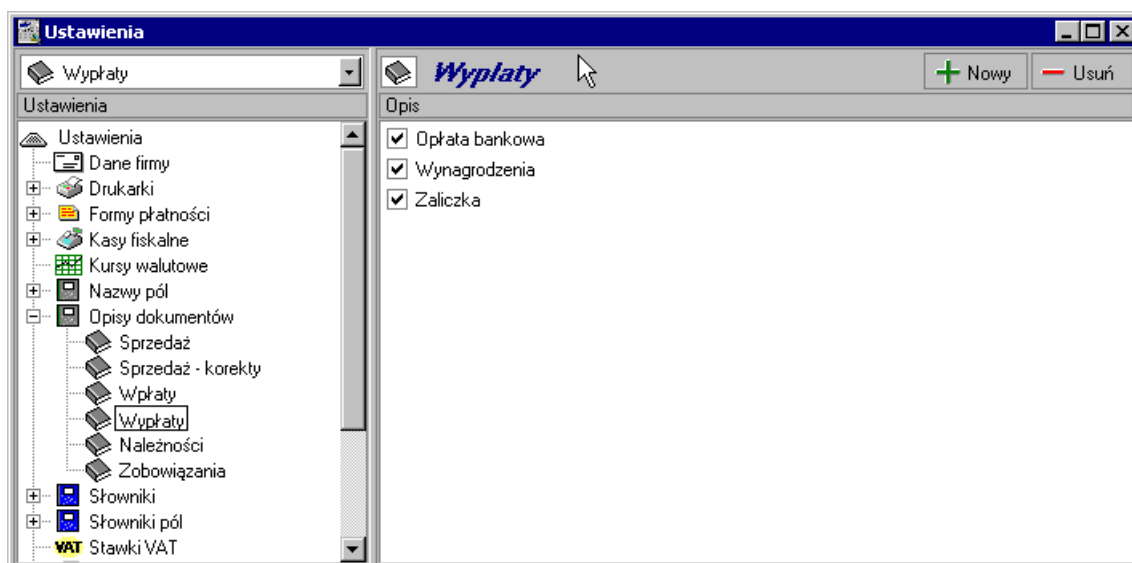 Ustawienia
Wypłaty
Wypłaty
Nowy
Usuń
Ustawienia
Opis
Ustawienia
Dane firmy
Drukarki
Formy płatności
Kasy fiskalne
Kursy walutowe
Nazwy pól
Opisy dokumentów
Sprzedaż
Sprzedaż - korekty
Wpłaty
Wypłaty
Należności
Zobowiązania
Słowniki
Słowniki pól
VAT Stawki VAT
Opłata bankowa
Wynagrodzenia
Zaliczka